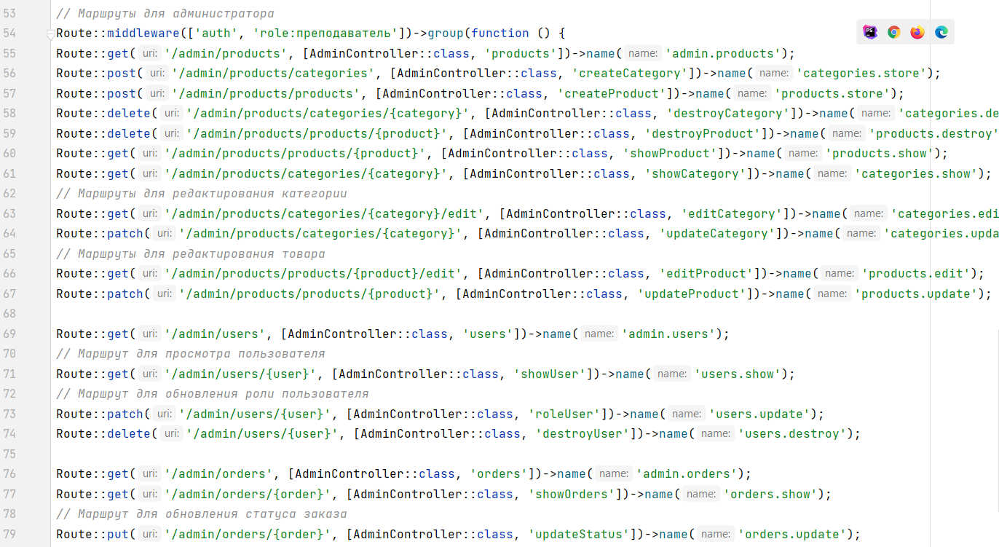 53 // Маршруты для администратора
54 Route::middleware(['auth', 'role:преподаватель'])->group(function () {
55 Route::get( uri: '/admin/products', [AdminController::class, 'products'])->name( name: 'admin.products');
56 Route::post( uri: '/admin/products/categories', [AdminController::class, 'createCategory'])->name( name: 'categories.store');
57 Route::post( uri: '/admin/products/products', [AdminController::class, 'createProduct'])->name( name: 'products.store');
58 Route::delete( uri: '/admin/products/categories/{category}', [AdminController::class, 'destroyCategory'])->name( name: 'categories.de
59 Route::delete( uri: '/admin/products/products/{product}', [AdminController::class, 'destroyProduct'])->name( name: 'products.destroy'
60 Route::get( uri: '/admin/products/products/{product}', [AdminController::class, 'showProduct'])->name( name: 'products.show');
61 Route::get( uri: '/admin/products/categories/{category}', [AdminController::class, 'showCategory'])->name( name: 'categories.show');
62 // Маршруты для редактирования категории
63 Route::get( uri: '/admin/products/categories/{category}/edit', [AdminController::class, 'editCategory'])->name( name: 'categories.edi
64 Route::patch( uri: '/admin/products/categories/{category}', [AdminController::class, 'updateCategory'])->name( name: 'categories.upda
65 // Маршруты для редактирования товара
66 Route::get( uri: '/admin/products/products/{product}/edit', [AdminController::class, 'editProduct'])->name( name: 'products.edit');
67 Route::patch( uri: '/admin/products/products/{product}', [AdminController::class, 'updateProduct'])->name( name: 'products.update');
68
69 Route::get( uri: '/admin/users', [AdminController::class, 'users'])->name( name: 'admin.users');
70 // Маршрут для просмотра пользователя
71 Route::get( uri: '/admin/users/{user}', [AdminController::class, 'showUser'])->name( name: 'users.show');
72 // Маршрут для обновления роли пользователя
73 Route::patch( uri: '/admin/users/{user}', [AdminController::class, 'roleUser'])->name( name: 'users.update');
74 Route::delete( uri: '/admin/users/{user}', [AdminController::class, 'destroyUser'])->name( name: 'users.destroy');
75
76 Route::get( uri: '/admin/orders', [AdminController::class, 'orders'])->name( name: 'admin.orders');
77 Route::get( uri: '/admin/orders/{order}', [AdminController::class, 'showOrders'])->name( name: 'orders.show');
78 // Маршрут для обновления статуса заказа
79 Route::put( uri: '/admin/orders/{order}', [AdminController::class, 'updateStatus'])->name( name: 'orders.update');
PS